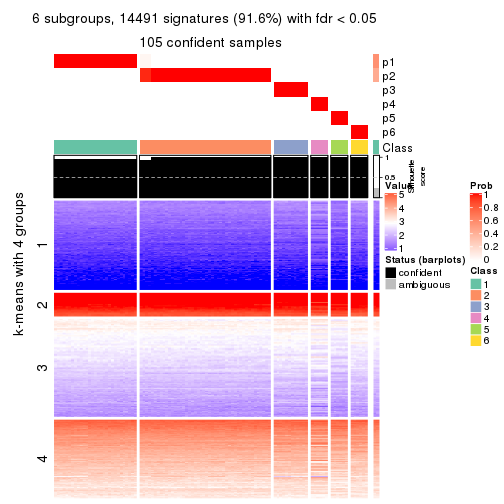 6 subgroups, 14491 signatures (91.6%) with fdr < 0.05
105 confident samples
p1
p2
p3
p4
p5
p6
Class
1
0.5
Silhouette
score
k-means with 4 groups
1
2
3
4
Value
5
4
3
2
1
Status (barplots)
confident
ambiguous
Prob
1
0.8
0.6
0.4
0.2
0
Class
1
2
3
4
5
6